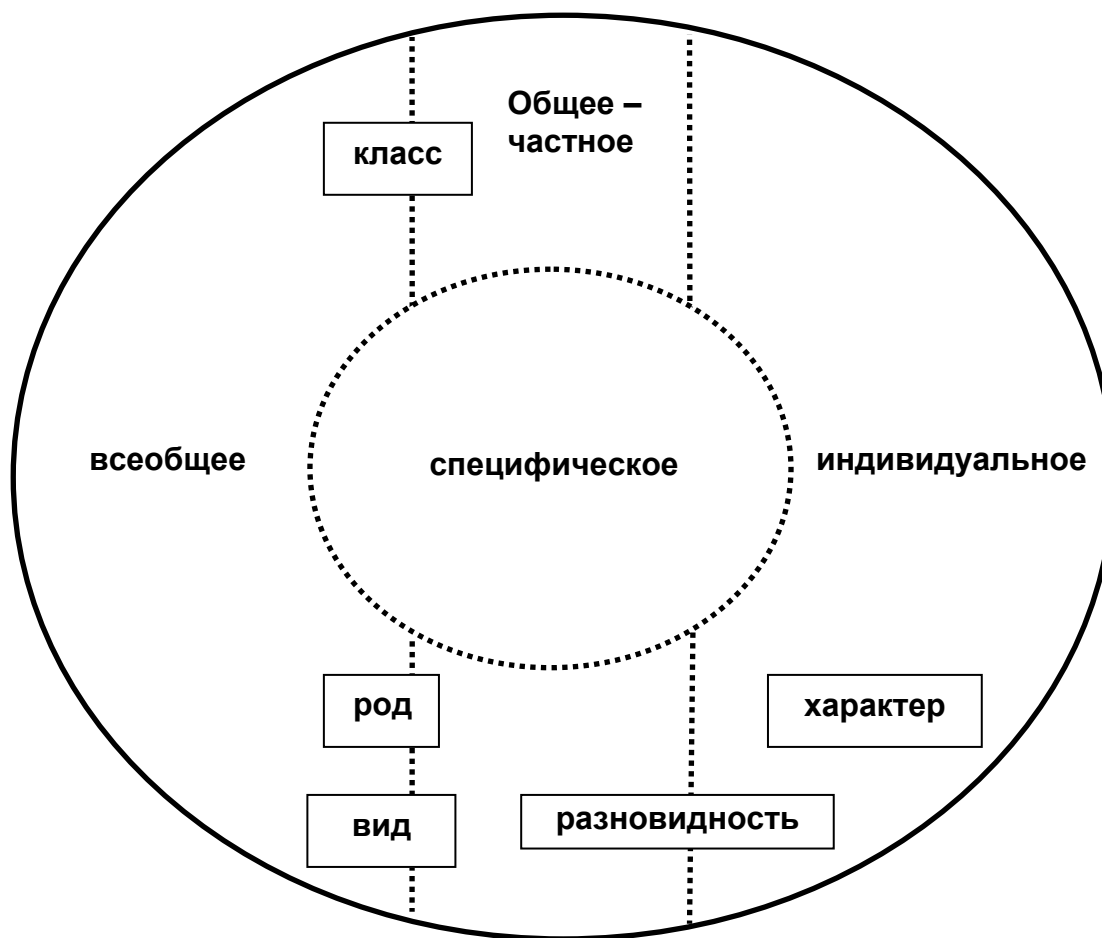 Общее –
частное
класс
всеобщее
специфическое
индивидуальное
род
характер
вид
разновидность